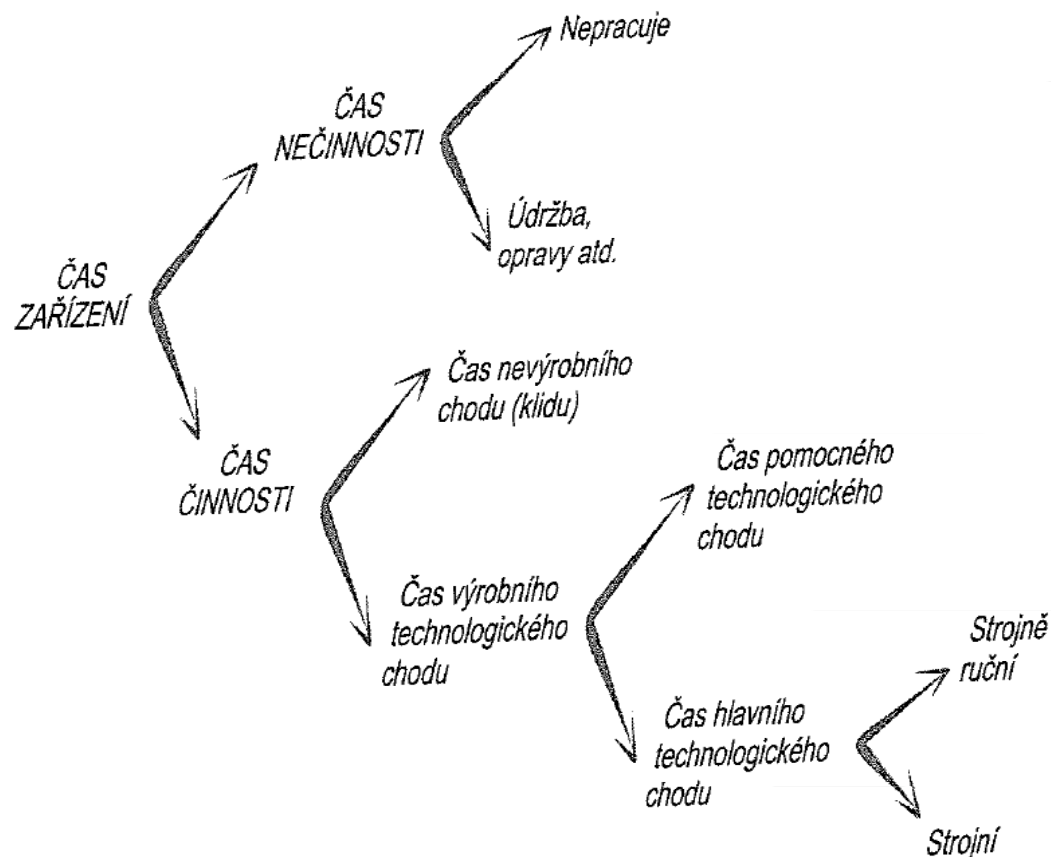 Nepracuje
ČAS
NEČINNOSTI
Údržba,
opravy atd.
ČAS
ZAŘÍZENÍ
Čas nevýrobního
chodu (klidu)
ČAS
ČINNOSTI
Čas pomocného
technologického
chodu
Čas výrobního
technologického
chodu
Strojně
ruční
Čas hlavního
technologického
chodu
Strojní